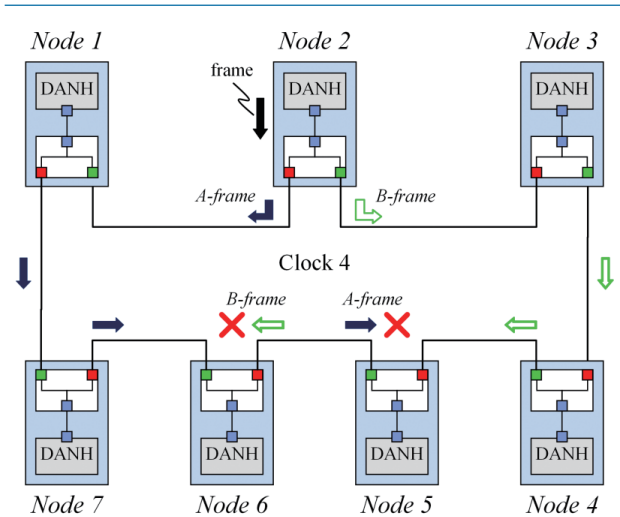 Node 1
Node 2
Node 3
frame
DANH
DANH
DANH
A-frame
B-frame
Clock 4
B-frame
A-frame
DANH
DANH
DANH
DANH
Node 7
Node 6
Node 5
Node 4